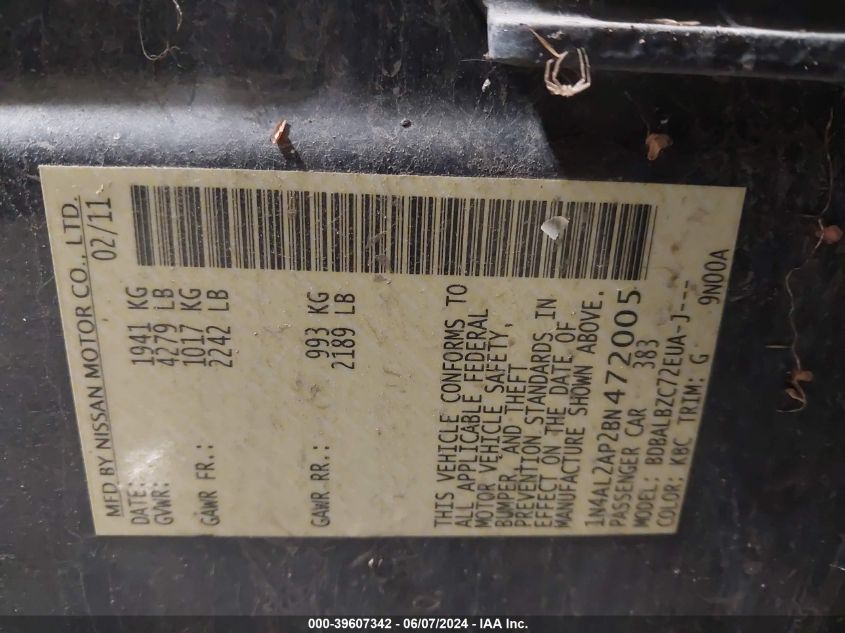 MFD BY NISSAN MOTOR CO., LTD.
DATE: 02/11
GVWR: 1941 KG
4279 LB
GAWR FR.: 1017 KG
2242 LB
GAWR RR.: 993 KG
2189 LB
THIS VEHICLE CONFORMS TO
ALL APPLICABLE FEDERAL
MOTOR VEHICLE SAFETY,
BUMPER, AND THEFT
PREVENTION STANDARDS IN
EFFECT ON THE DATE OF
MANUFACTURE SHOWN ABOVE.
1N4AL2AP2BN472005
PASSENGER CAR 383
MODEL: BDBALBZC72EUA-J---
COLOR: KBC TRIM: G 9N00A
000-39607342 - 06/07/2024 - IAA Inc.